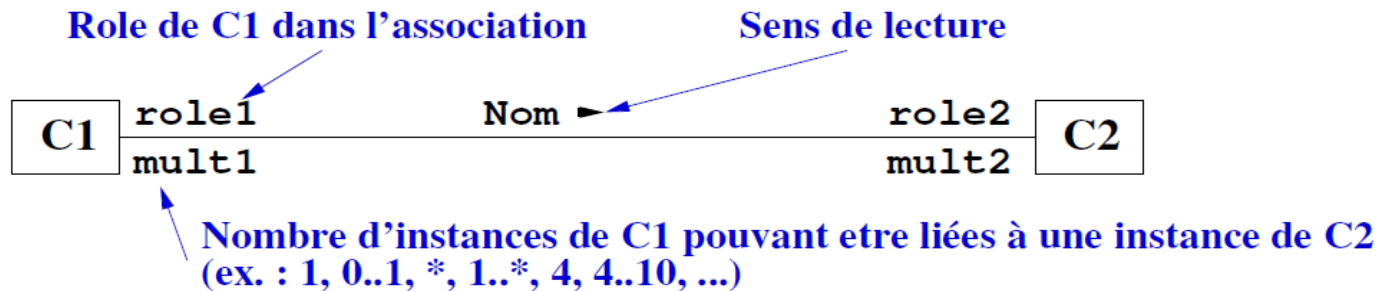 Role de C1 dans l'association
Sens de lecture
C1 role1 Nom role2 C2
mult1 mult2
Nombre d'instances de C1 pouvant etre liées à une instance de C2
(ex. : 1, 0..1, *, 1..*, 4, 4..10, ...)